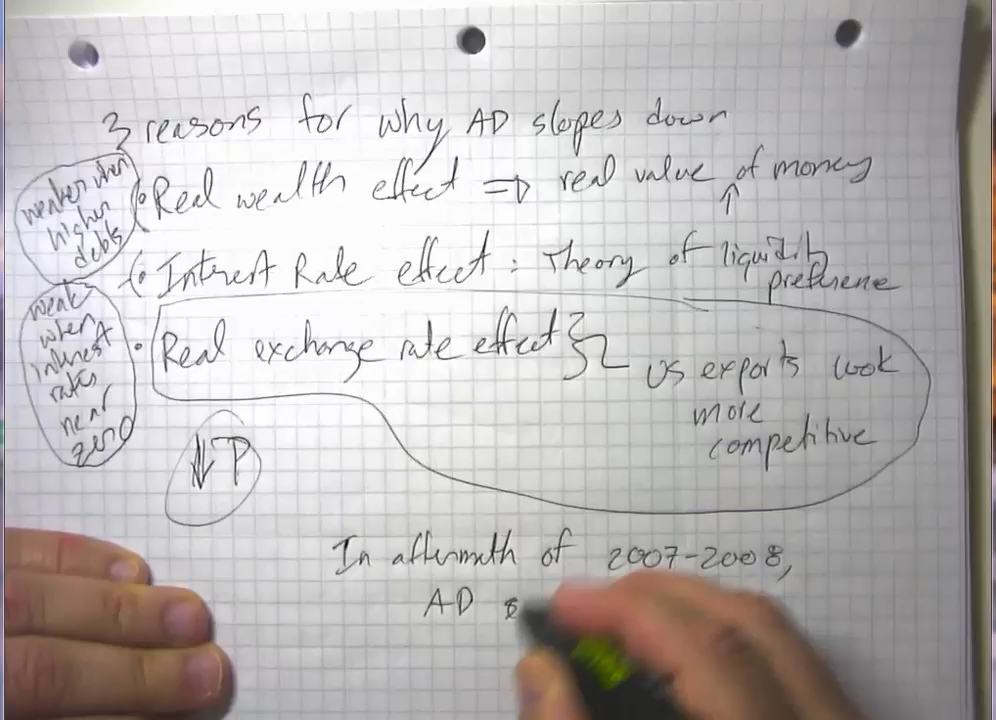 3 reasons for why AD slopes down
weaker when
higher
debts
• Real wealth effect ⇒ real value of money
↑
• Interest Rate effect : Theory of liquidity
preference
weak
when
interest
rates
near
zero
• Real exchange rate effect } US exports look
more
competitive
↓P
In aftermath of 2007-2008,
AD s